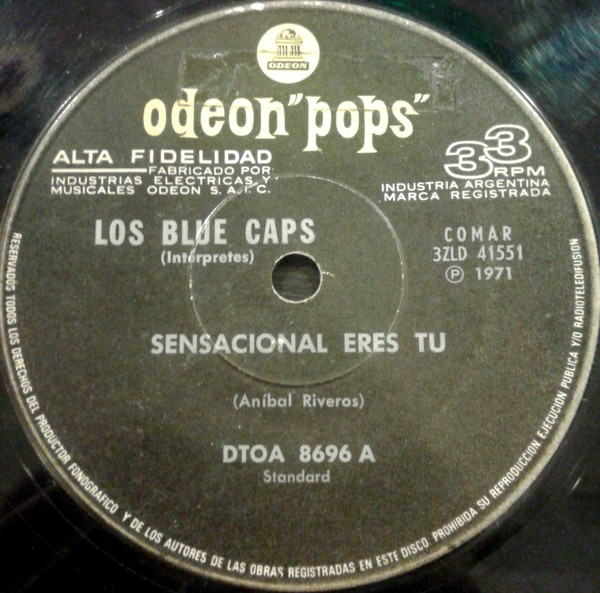 ODEON
odeon "pops"
ALTA FIDELIDAD
FABRICADO POR
INDUSTRIAS ELECTRICAS Y
MUSICALES ODEON S.A.I.C.
33
RPM
INDUSTRIA ARGENTINA
MARCA REGISTRADA
LOS BLUE CAPS
(Intérpretes)
COMAR
3ZLD 41551
Ⓟ 1971
SENSACIONAL ERES TU
(Aníbal Riveros)
DTOA 8696 A
Standard
RESERVADOS TODOS LOS DERECHOS DEL PRODUCTOR FONOGRAFICO Y DE LOS AUTORES DE LAS OBRAS REGISTRADAS EN ESTE DISCO. PROHIBIDA SU REPRODUCCION EJECUCION PUBLICA Y/O RADIOTELEDIFUSION